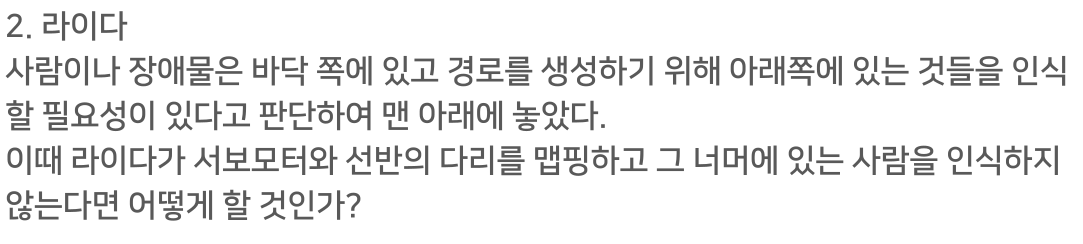 2. 라이다
사람이나 장애물은 바닥 쪽에 있고 경로를 생성하기 위해 아래쪽에 있는 것들을 인식
할 필요성이 있다고 판단하여 맨 아래에 놓았다.
이때 라이다가 서보모터와 선반의 다리를 맵핑하고 그 너머에 있는 사람을 인식하지
않는다면 어떻게 할 것인가?